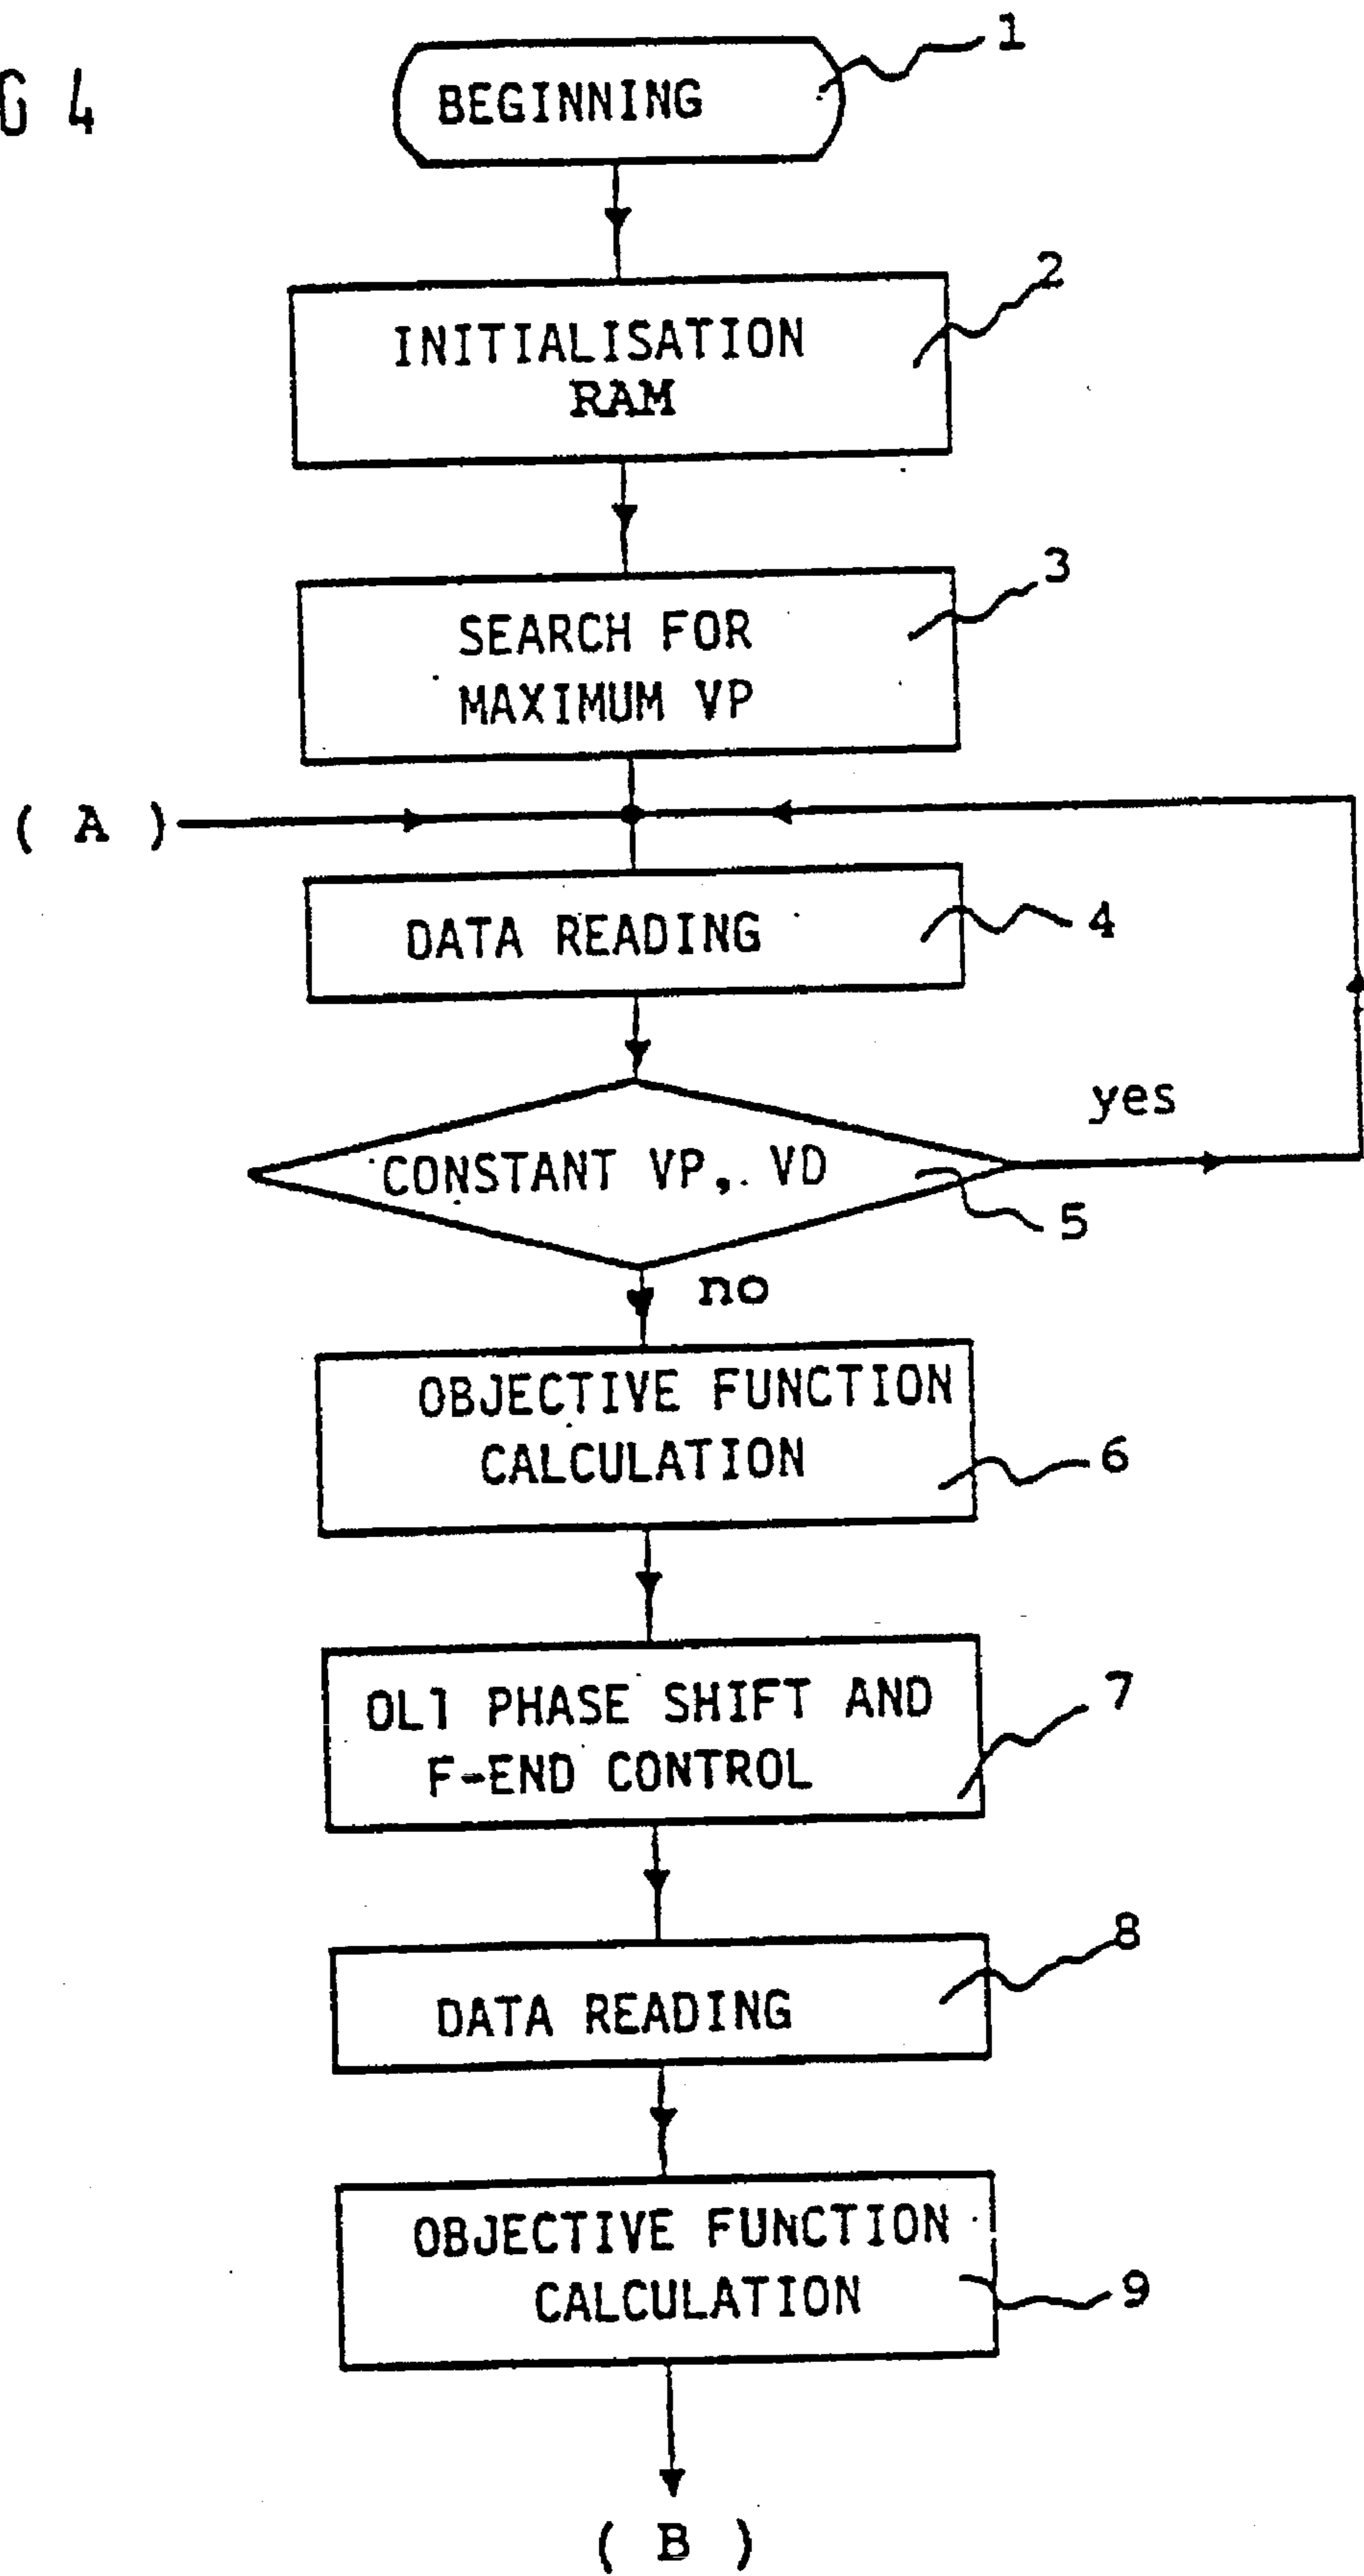 G 4
BEGINNING
1
INITIALISATION
RAM
2
SEARCH FOR
MAXIMUM VP
3
( A )
DATA READING
4
CONSTANT VP, VD
yes
5
no
OBJECTIVE FUNCTION
CALCULATION
6
OL1 PHASE SHIFT AND
F-END CONTROL
7
DATA READING
8
OBJECTIVE FUNCTION
CALCULATION
9
( B )